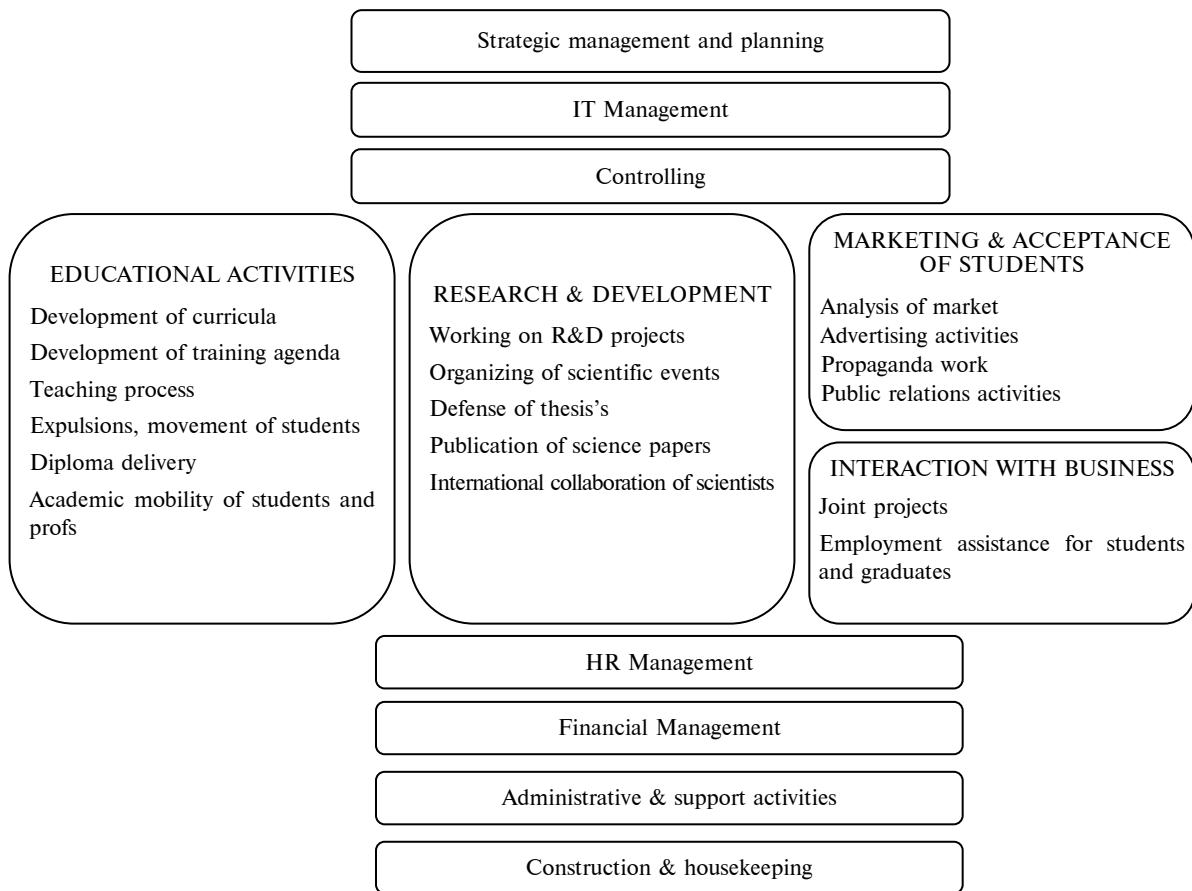 Strategic management and planning
IT Management
Controlling
EDUCATIONAL ACTIVITIES
Development of curricula
Development of training agenda
Teaching process
Expulsions, movement of students
Diploma delivery
Academic mobility of students and
profs
RESEARCH & DEVELOPMENT
Working on R&D projects
Organizing of scientific events
Defense of thesis's
Publication of science papers
International collaboration of scientists
MARKETING & ACCEPTANCE
OF STUDENTS
Analysis of market
Advertising activities
Propaganda work
Public relations activities
INTERACTION WITH BUSINESS
Joint projects
Employment assistance for students
and graduates
HR Management
Financial Management
Administrative & support activities
Construction & housekeeping